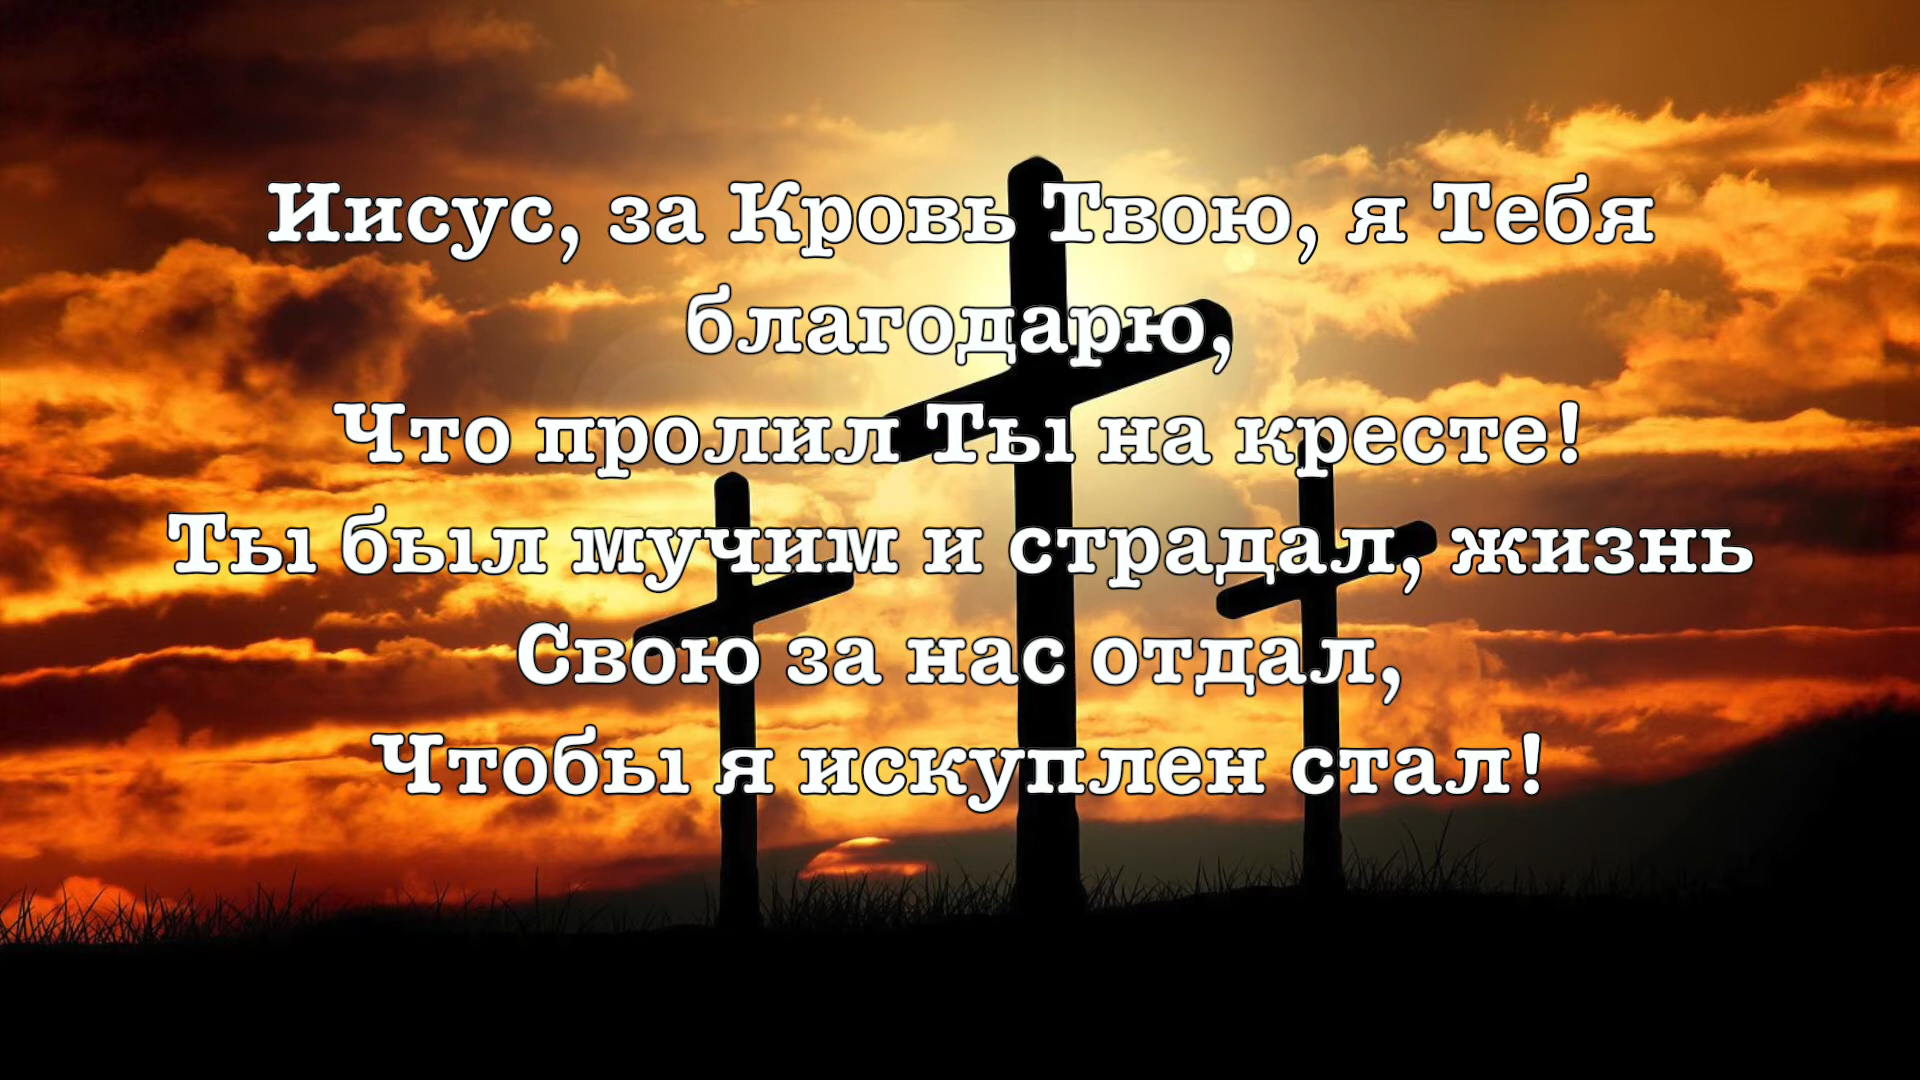 Иисус, за Кровь Твою, я Тебя
благодарю,
Что пролил Ты на кресте!
Ты был мучим и страдал, жизнь
Свою за нас отдал,
Чтобы я искуплен стал!